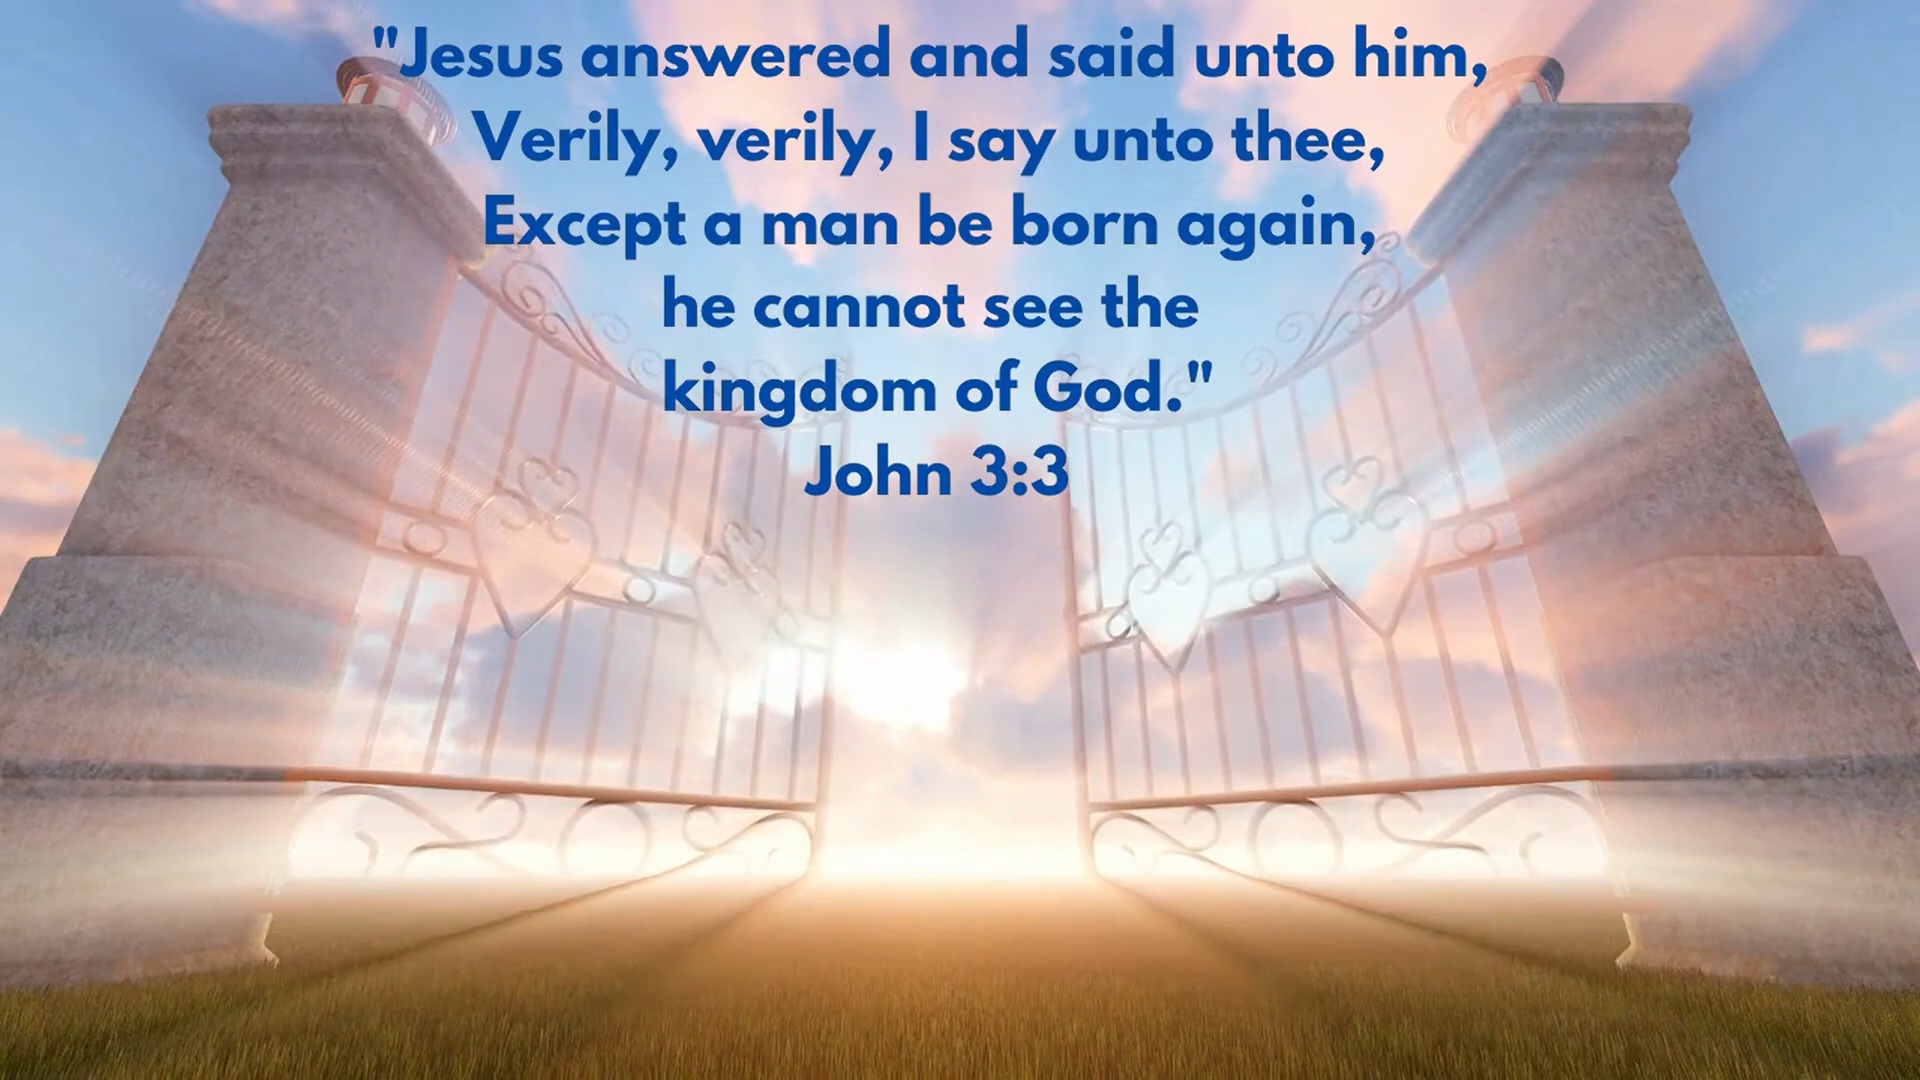 "Jesus answered and said unto him,
Verily, verily, I say unto thee,
Except a man be born again,
he cannot see the
kingdom of God."
John 3:3